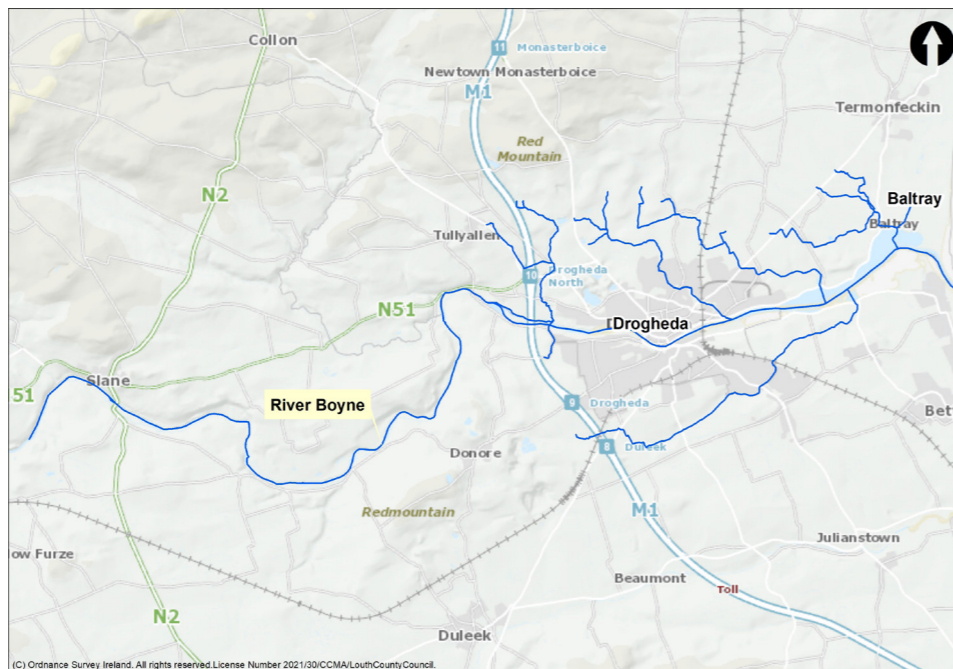 Collon
11
Monasterboice
Newtown Monasterboice
M1
Termonfeckin
Red
Mountain
N2
Baltray
Baltray
Tullyallen
10
Drogheda
North
N51
Drogheda
51
Slane
River Boyne
9
Drogheda
Bet
Donore
8
Duleek
Redmountain
M1
ow Furze
Julianstown
Beaumont
Toll
N2
Duleek
(C) Ordnance Survey Ireland. All rights reserved.License Number 2021/30/CCMA/LouthCountyCouncil.